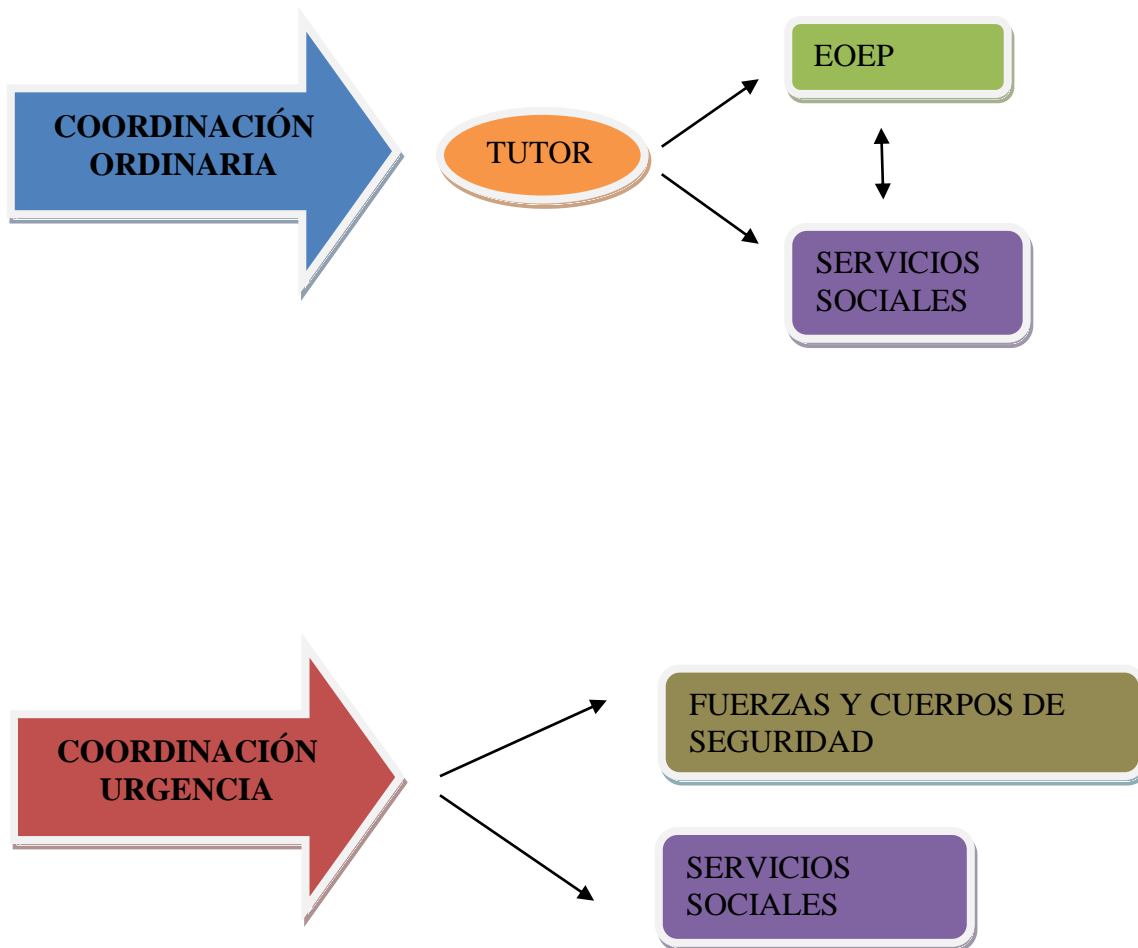 COORDINACIÓN
ORDINARIA
TUTOR
EOEP
SERVICIOS
SOCIALES
COORDINACIÓN
URGENCIA
FUERZAS Y CUERPOS DE
SEGURIDAD
SERVICIOS
SOCIALES